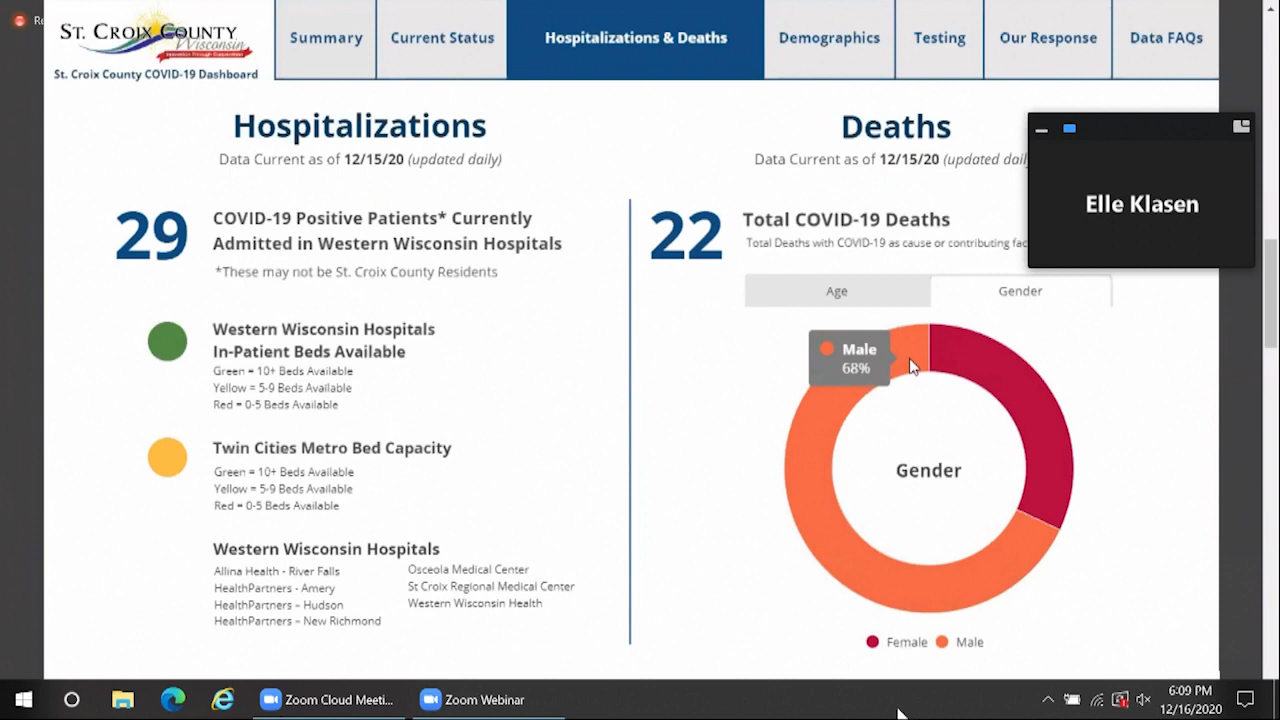 Re
ST. CROIX COUNTY
Wisconsin
St. Croix County COVID-19 Dashboard
Summary
Current Status
Hospitalizations & Deaths
Demographics
Testing
Our Response
Data FAQs
Hospitalizations
Data Current as of 12/15/20 (updated daily)
29
COVID-19 Positive Patients* Currently
Admitted in Western Wisconsin Hospitals
*These may not be St. Croix County Residents
Western Wisconsin Hospitals
In-Patient Beds Available
Green = 10+ Beds Available
Yellow = 5-9 Beds Available
Red = 0-5 Beds Available
Twin Cities Metro Bed Capacity
Green = 10+ Beds Available
Yellow = 5-9 Beds Available
Red = 0-5 Beds Available
Western Wisconsin Hospitals
Allina Health - River Falls
HealthPartners - Amery
HealthPartners – Hudson
HealthPartners – New Richmond
Osceola Medical Center
St Croix Regional Medical Center
Western Wisconsin Health
Deaths
Data Current as of 12/15/20 (updated dail
22
Total COVID-19 Deaths
Total Deaths with COVID-19 as cause or contributing fac
Elle Klasen
Age
Gender
Male
68%
Gender
Female
Male
Zoom Cloud Meeti...
Zoom Webinar
6:09 PM
12/16/2020